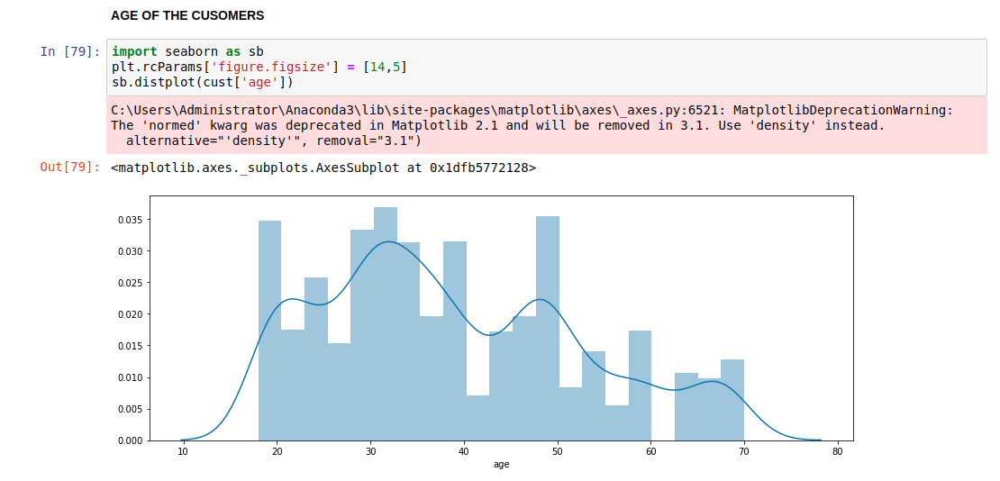 AGE OF THE CUSOMERS
In [79]:
import seaborn as sb
plt.rcParams['figure.figsize'] = [14,5]
sb.distplot(cust['age'])
C:\Users\Administrator\Anaconda3\lib\site-packages\matplotlib\axes\_axes.py:6521: MatplotlibDeprecationWarning:
The 'normed' kwarg was deprecated in Matplotlib 2.1 and will be removed in 3.1. Use 'density' instead.
alternative="'density'", removal="3.1")
Out[79]: <matplotlib.axes._subplots.AxesSubplot at 0x1dfb5772128>
0.035
0.030
0.025
0.020
0.015
0.010
0.005
0.000
10 20 30 40 50 60 70 80
age